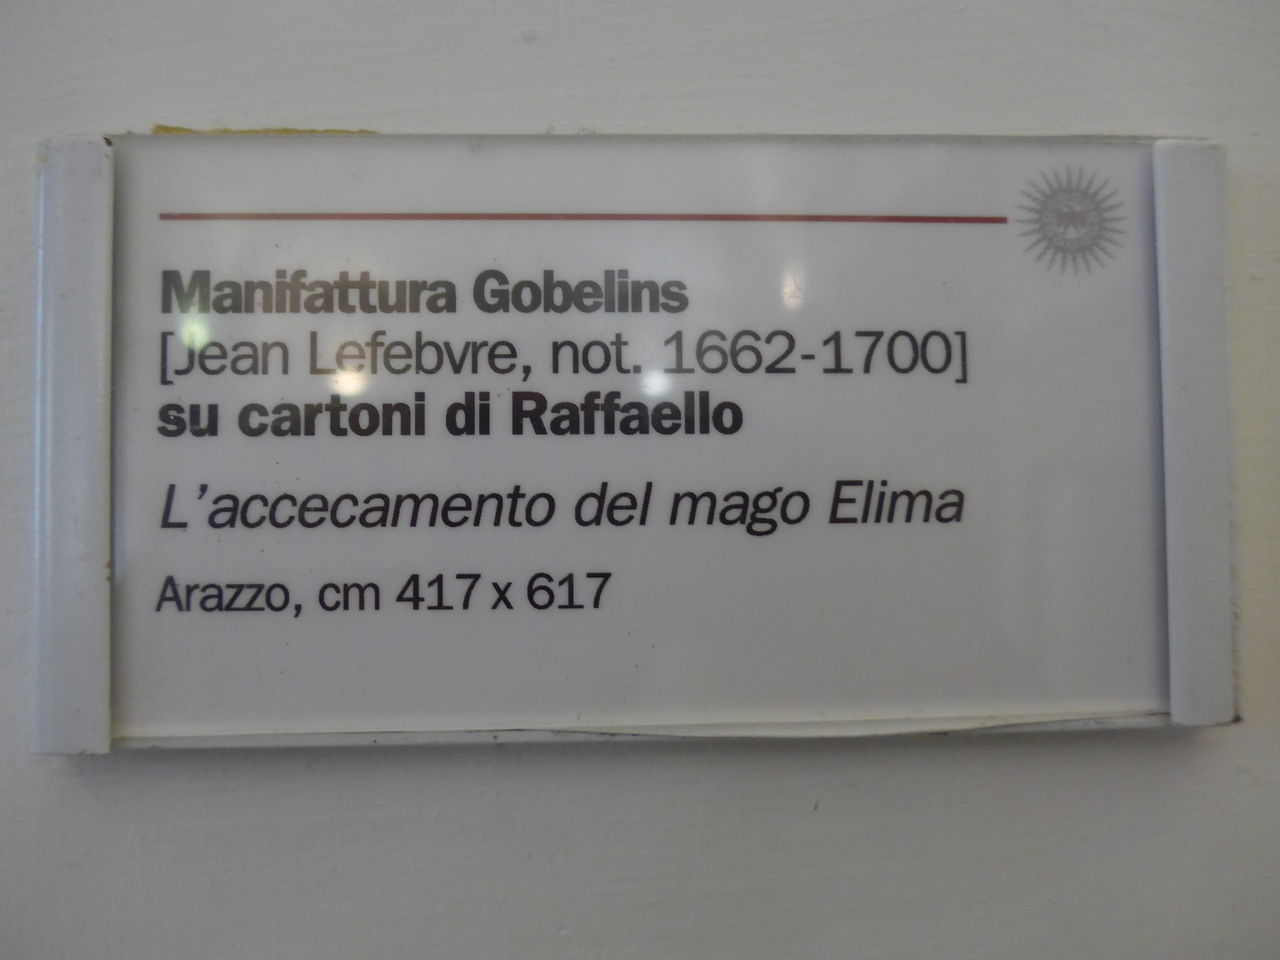 Manifattura Gobelins
[Jean Lefebvre, not. 1662-1700]
su cartoni di Raffaello
L'accecamento del mago Elima
Arazzo, cm 417 x 617